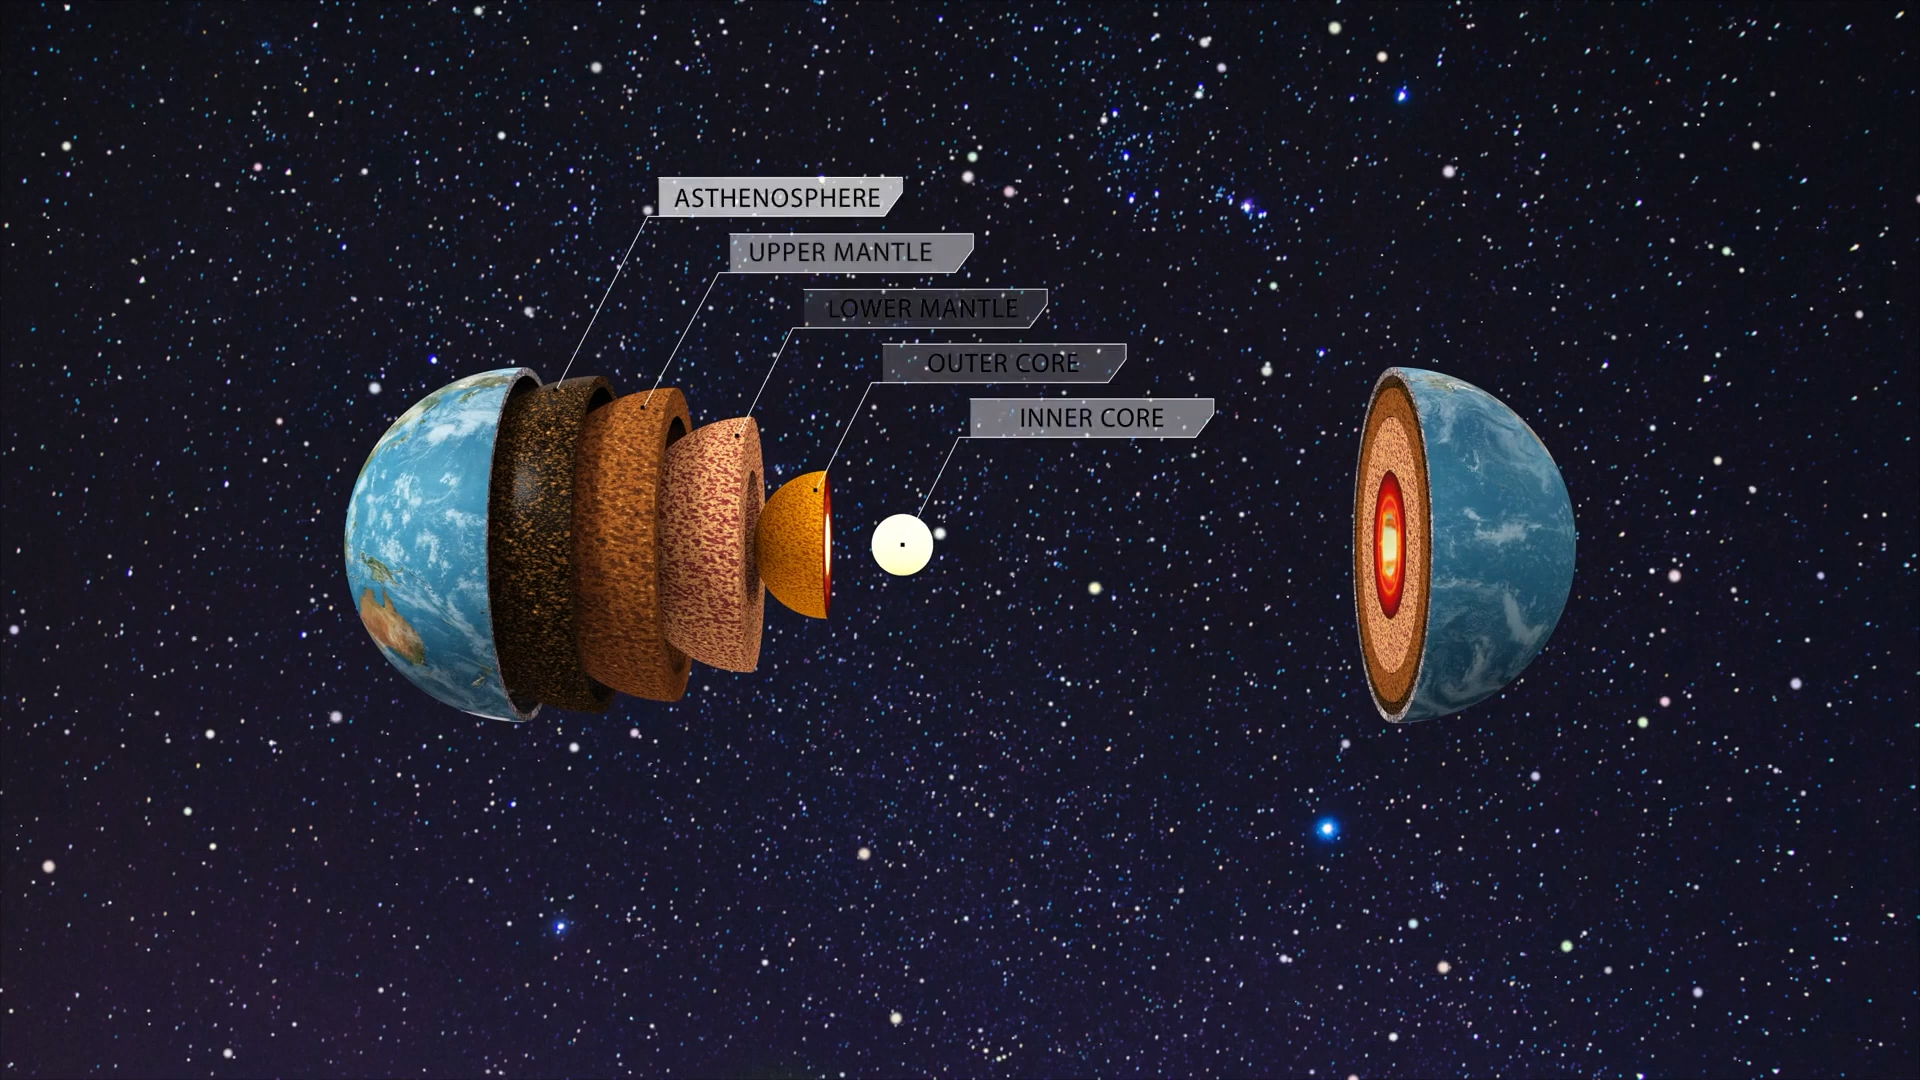 ASTHENOSPHERE
UPPER MANTLE
LOWER MANTLE
OUTER CORE
INNER CORE